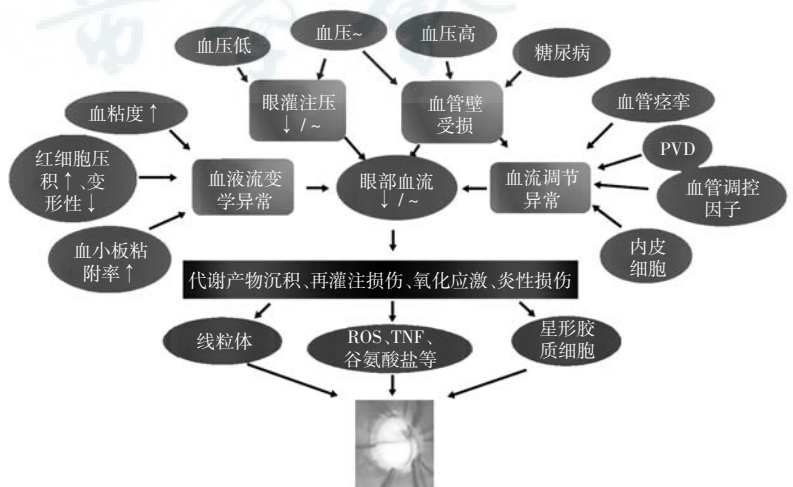 血压低
血压~
血压高
糖尿病
眼灌注压
↓/~
血管壁
受损
血粘度↑
血管痉挛
红细胞压
积↑、变
形性↓
血液流变
学异常
眼部血流
↓/~
血流调节
异常
PVD
血管调控
因子
血小板粘
附率↑
内皮
细胞
代谢产物沉积、再灌注损伤、氧化应激、炎性损伤
线粒体
ROS、TNF、
谷氨酸盐等
星形胶
质细胞